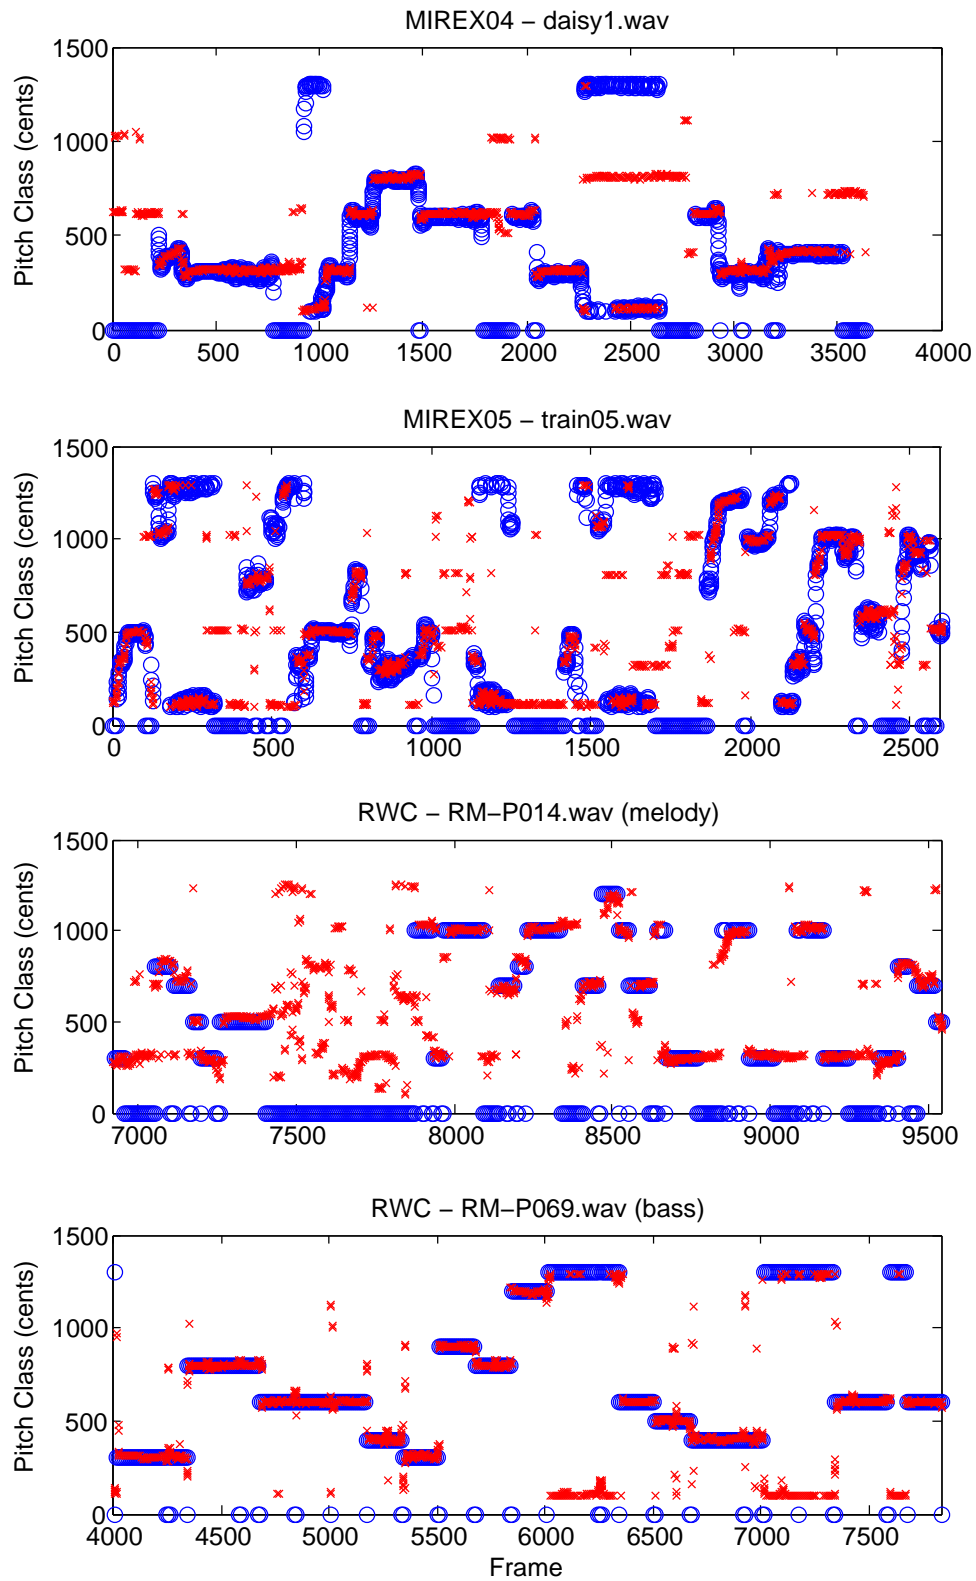 MIREX04 − daisy1.wav
1500
1000
500
0
Pitch Class (cents)
0 500 1000 1500 2000 2500 3000 3500 4000
MIREX05 − train05.wav
1500
1000
500
0
Pitch Class (cents)
0 500 1000 1500 2000 2500
RWC − RM−P014.wav (melody)
1500
1000
500
0
Pitch Class (cents)
7000 7500 8000 8500 9000 9500
RWC − RM−P069.wav (bass)
1500
1000
500
0
Pitch Class (cents)
4000 4500 5000 5500 6000 6500 7000 7500
Frame